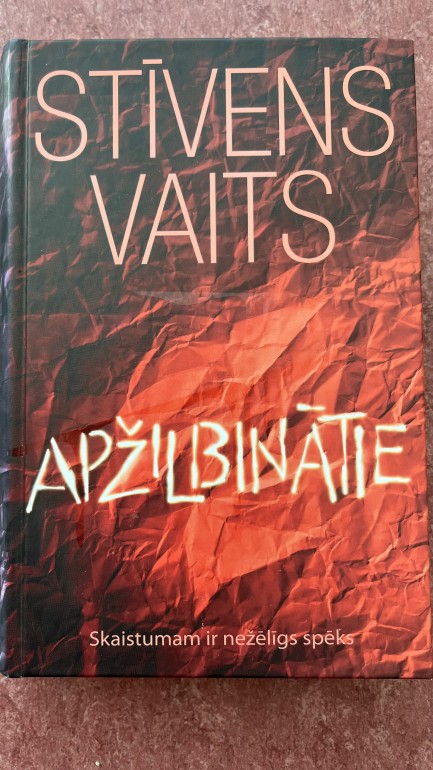 STĪVENS
VAITS
APŽILBINĀTIE
Skaistumam ir nežēlīgs spēks